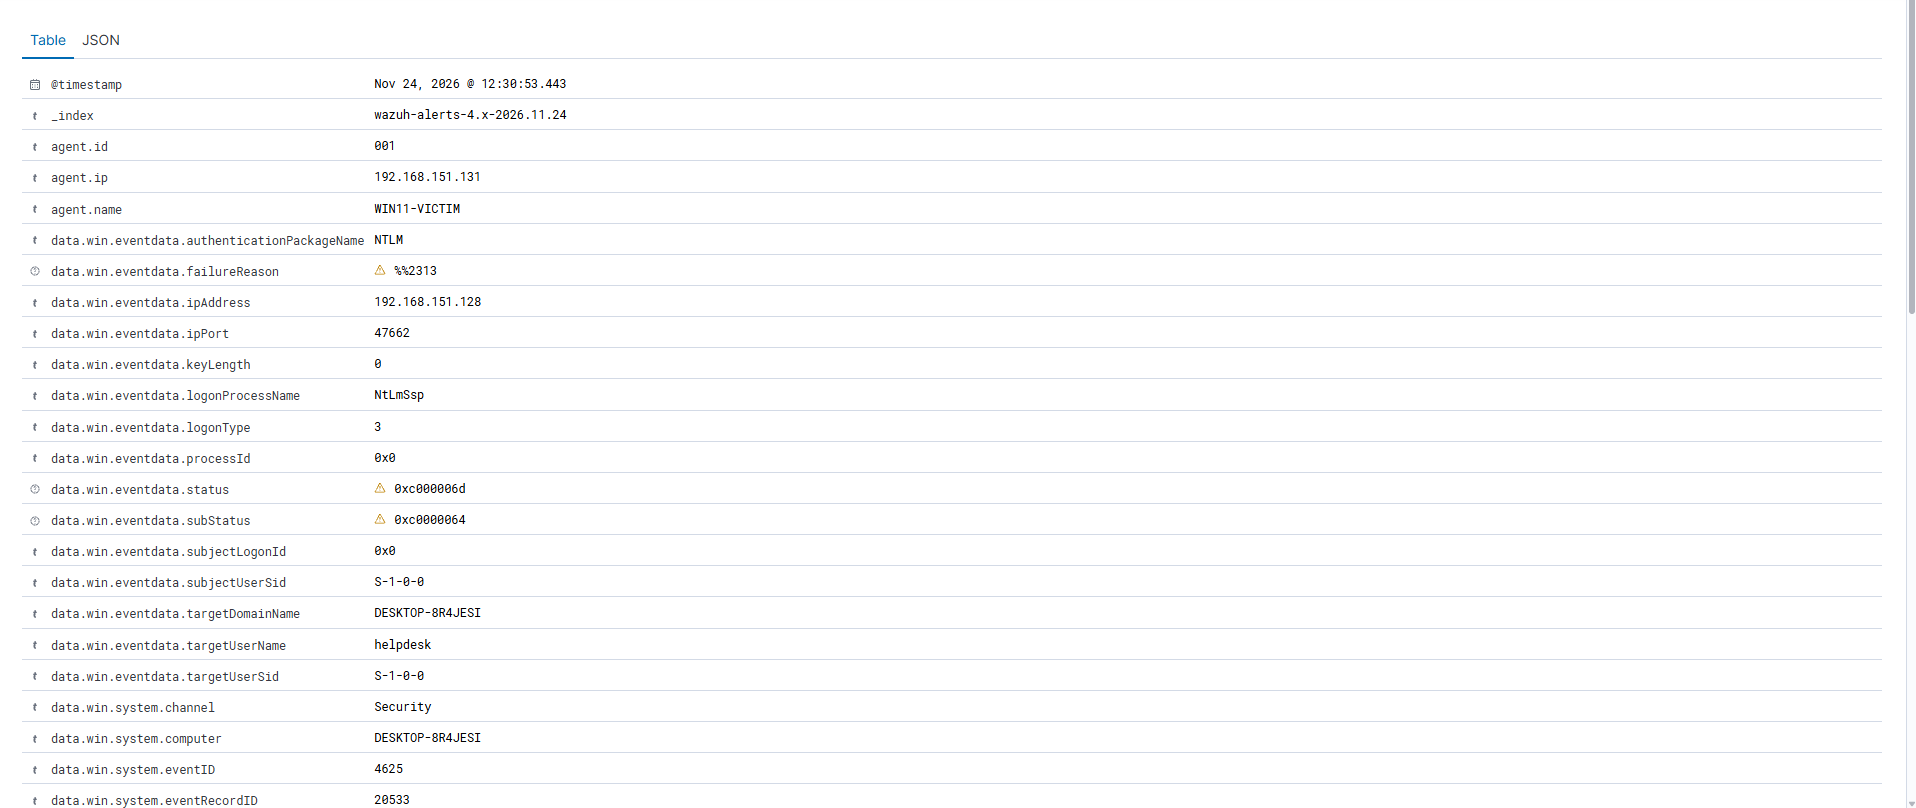 Table JSON
@timestamp Nov 24, 2026 @ 12:30:53.443
t _index wazuh-alerts-4.x-2026.11.24
t agent.id 001
t agent.ip 192.168.151.131
t agent.name WIN11-VICTIM
t data.win.eventdata.authenticationPackageName NTLM
data.win.eventdata.failureReason %%2313
t data.win.eventdata.ipAddress 192.168.151.128
t data.win.eventdata.ipPort 47662
t data.win.eventdata.keyLength 0
t data.win.eventdata.logonProcessName NtLmSsp
t data.win.eventdata.logonType 3
t data.win.eventdata.processId 0x0
data.win.eventdata.status 0xc000006d
data.win.eventdata.subStatus 0xc0000064
t data.win.eventdata.subjectLogonId 0x0
t data.win.eventdata.subjectUserSid S-1-0-0
t data.win.eventdata.targetDomainName DESKTOP-8R4JESI
t data.win.eventdata.targetUserName helpdesk
t data.win.eventdata.targetUserSid S-1-0-0
t data.win.system.channel Security
t data.win.system.computer DESKTOP-8R4JESI
t data.win.system.eventID 4625
t data.win.system.eventRecordID 20533